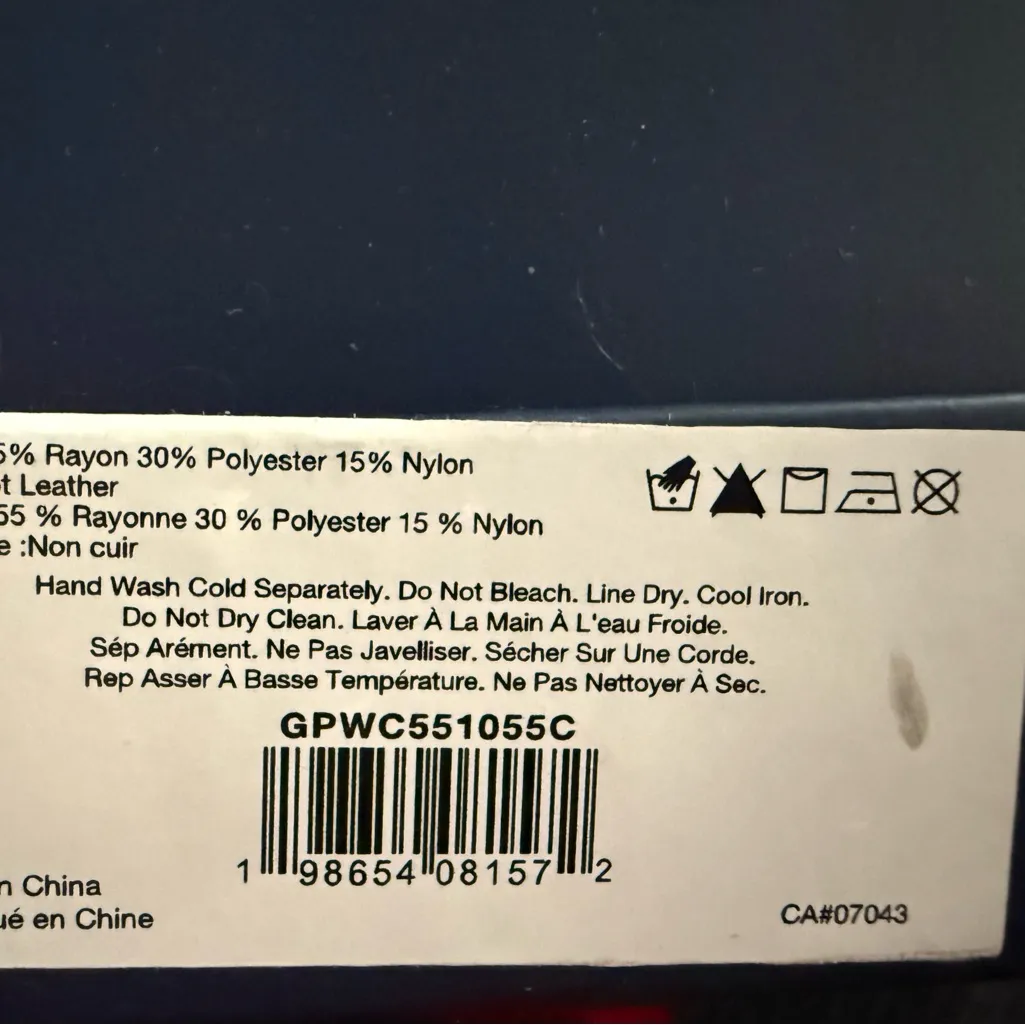 5% Rayon 30% Polyester 15% Nylon
t Leather
55 % Rayonne 30 % Polyester 15 % Nylon
e :Non cuir
Hand Wash Cold Separately. Do Not Bleach. Line Dry. Cool Iron.
Do Not Dry Clean. Laver À La Main À L'eau Froide.
Sép Arément. Ne Pas Javelliser. Sécher Sur Une Corde.
Rep Asser À Basse Température. Ne Pas Nettoyer À Sec.
GPWC551055C
1 98654 08157 2
n China
ué en Chine
CA#07043